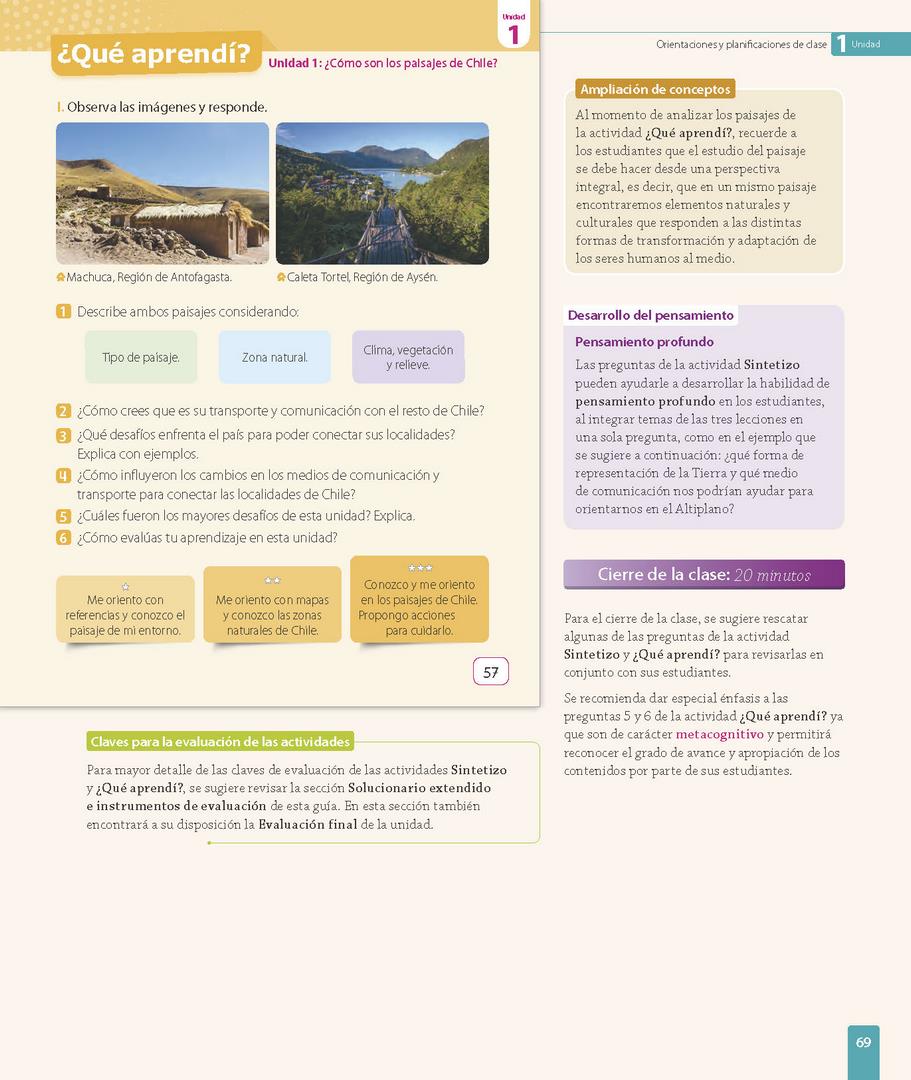 Unidad
1
¿Qué aprendí?
Unidad 1: ¿Cómo son los paisajes de Chile?
I. Observa las imágenes y responde.
Machuca, Región de Antofagasta.
Caleta Tortel, Región de Aysén.
1 Describe ambos paisajes considerando:
Tipo de paisaje.
Zona natural.
Clima, vegetación
y relieve.
2 ¿Cómo crees que es su transporte y comunicación con el resto de Chile?
3 ¿Qué desafíos enfrenta el país para poder conectar sus localidades?
Explica con ejemplos.
4 ¿Cómo influyeron los cambios en los medios de comunicación y
transporte para conectar las localidades de Chile?
5 ¿Cuáles fueron los mayores desafíos de esta unidad? Explica.
6 ¿Cómo evalúas tu aprendizaje en esta unidad?
Me oriento con
referencias y conozco el
paisaje de mi entorno.
Me oriento con mapas
y conozco las zonas
naturales de Chile.
Conozco y me oriento
en los paisajes de Chile.
Propongo acciones
para cuidarlo.
57
Claves para la evaluación de las actividades
Para mayor detalle de las claves de evaluación de las actividades Sintetizo
y ¿Qué aprendí?, se sugiere revisar la sección Solucionario extendido
e instrumentos de evaluación de esta guía. En esta sección también
encontrará a su disposición la Evaluación final de la unidad.
Orientaciones y planificaciones de clase 1 Unidad
Ampliación de conceptos
Al momento de analizar los paisajes de
la actividad ¿Qué aprendí?, recuerde a
los estudiantes que el estudio del paisaje
se debe hacer desde una perspectiva
integral, es decir, que en un mismo paisaje
encontraremos elementos naturales y
culturales que responden a las distintas
formas de transformación y adaptación de
los seres humanos al medio.
Desarrollo del pensamiento
Pensamiento profundo
Las preguntas de la actividad Sintetizo
pueden ayudarle a desarrollar la habilidad de
pensamiento profundo en los estudiantes,
al integrar temas de las tres lecciones en
una sola pregunta, como en el ejemplo que
se sugiere a continuación: ¿qué forma de
representación de la Tierra y qué medio
de comunicación nos podrían ayudar para
orientarnos en el Altiplano?
Cierre de la clase: 20 minutos
Para el cierre de la clase, se sugiere rescatar
algunas de las preguntas de la actividad
Sintetizo y ¿Qué aprendí? para revisarlas en
conjunto con sus estudiantes.
Se recomienda dar especial énfasis a las
preguntas 5 y 6 de la actividad ¿Qué aprendí? ya
que son de carácter metacognitivo y permitirá
reconocer el grado de avance y apropiación de los
contenidos por parte de sus estudiantes.
69